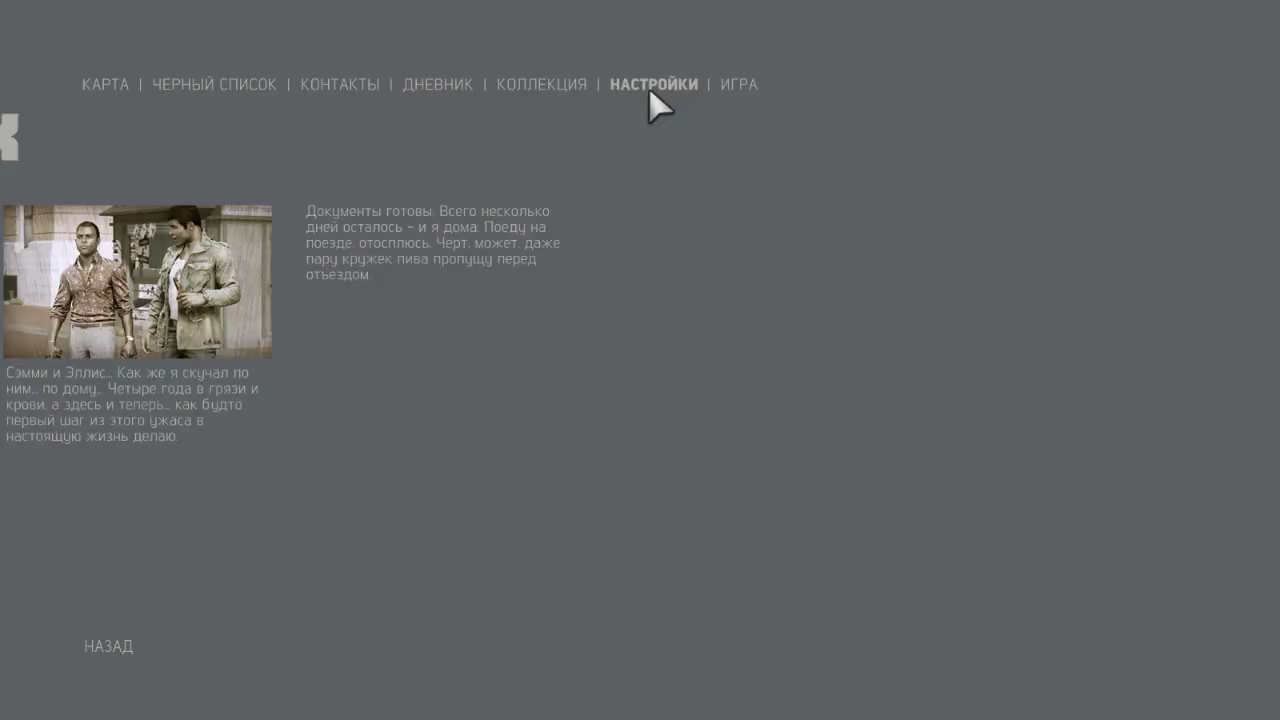 КАРТА | ЧЕРНЫЙ СПИСОК | КОНТАКТЫ | ДНЕВНИК | КОЛЛЕКЦИЯ | НАСТРОЙКИ | ИГРА
К
Сэмми и Эллис... Как же я скучал по
ним... по дому... Четыре года в грязи и
крови, а здесь и теперь... как будто
первый шаг из этого ужаса в
настоящую жизнь делаю.
Документы готовы. Всего несколько
дней осталось - и я дома. Поеду на
поезде, отосплюсь. Черт, может, даже
пару кружек пива пропущу перед
отъездом.
НАЗАД